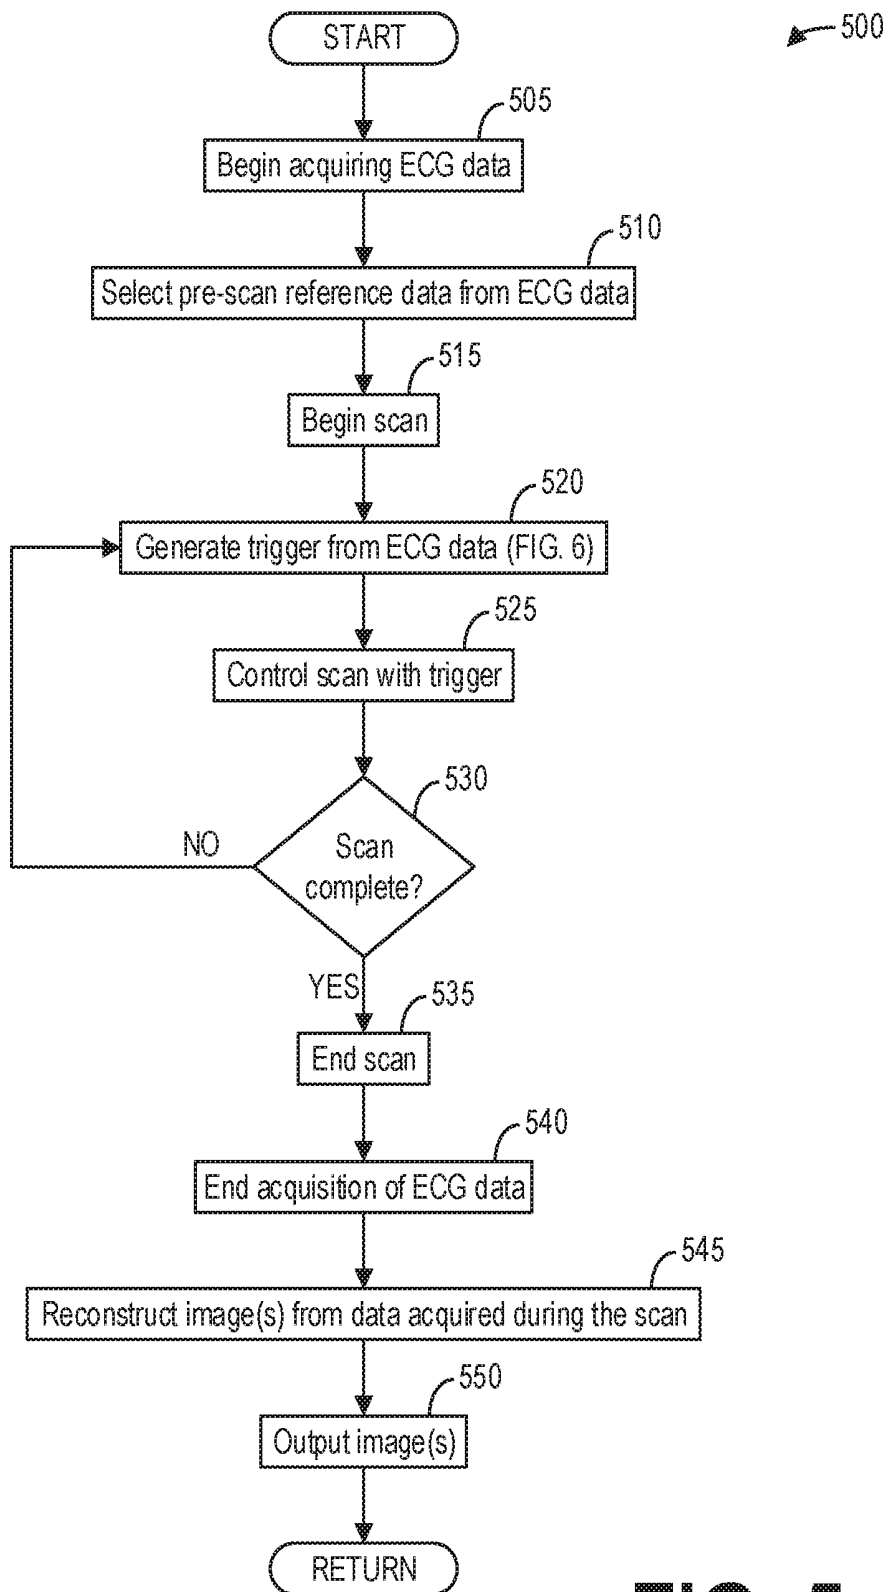 START
500
505
Begin acquiring ECG data
510
Select pre-scan reference data from ECG data
515
Begin scan
520
Generate trigger from ECG data (FIG. 6)
525
Control scan with trigger
530
Scan
complete?
NO
YES
535
End scan
540
End acquisition of ECG data
545
Reconstruct image(s) from data acquired during the scan
550
Output image(s)
RETURN